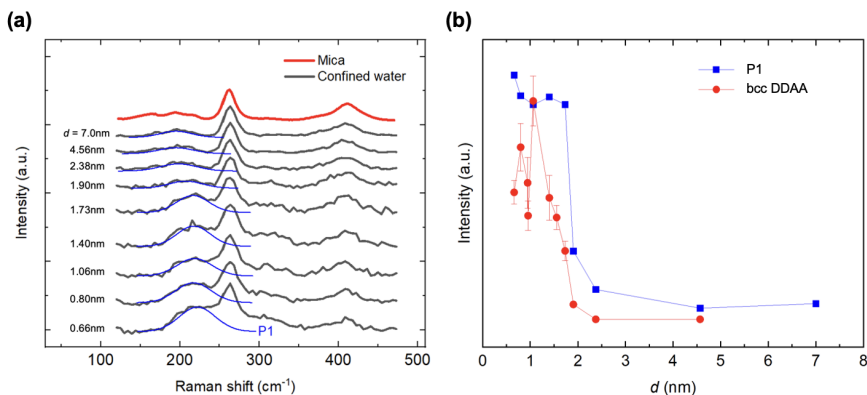 (a)
Mica
Confined water
d = 7.0nm
4.56nm
2.38nm
1.90nm
1.73nm
1.40nm
1.06nm
0.80nm
0.66nm
P1
Intensity (a.u.)
100 200 300 400 500
Raman shift (cm⁻¹)
(b)
P1
bcc DDAA
Intensity (a.u.)
0 1 2 3 4 5 6 7 8
d (nm)